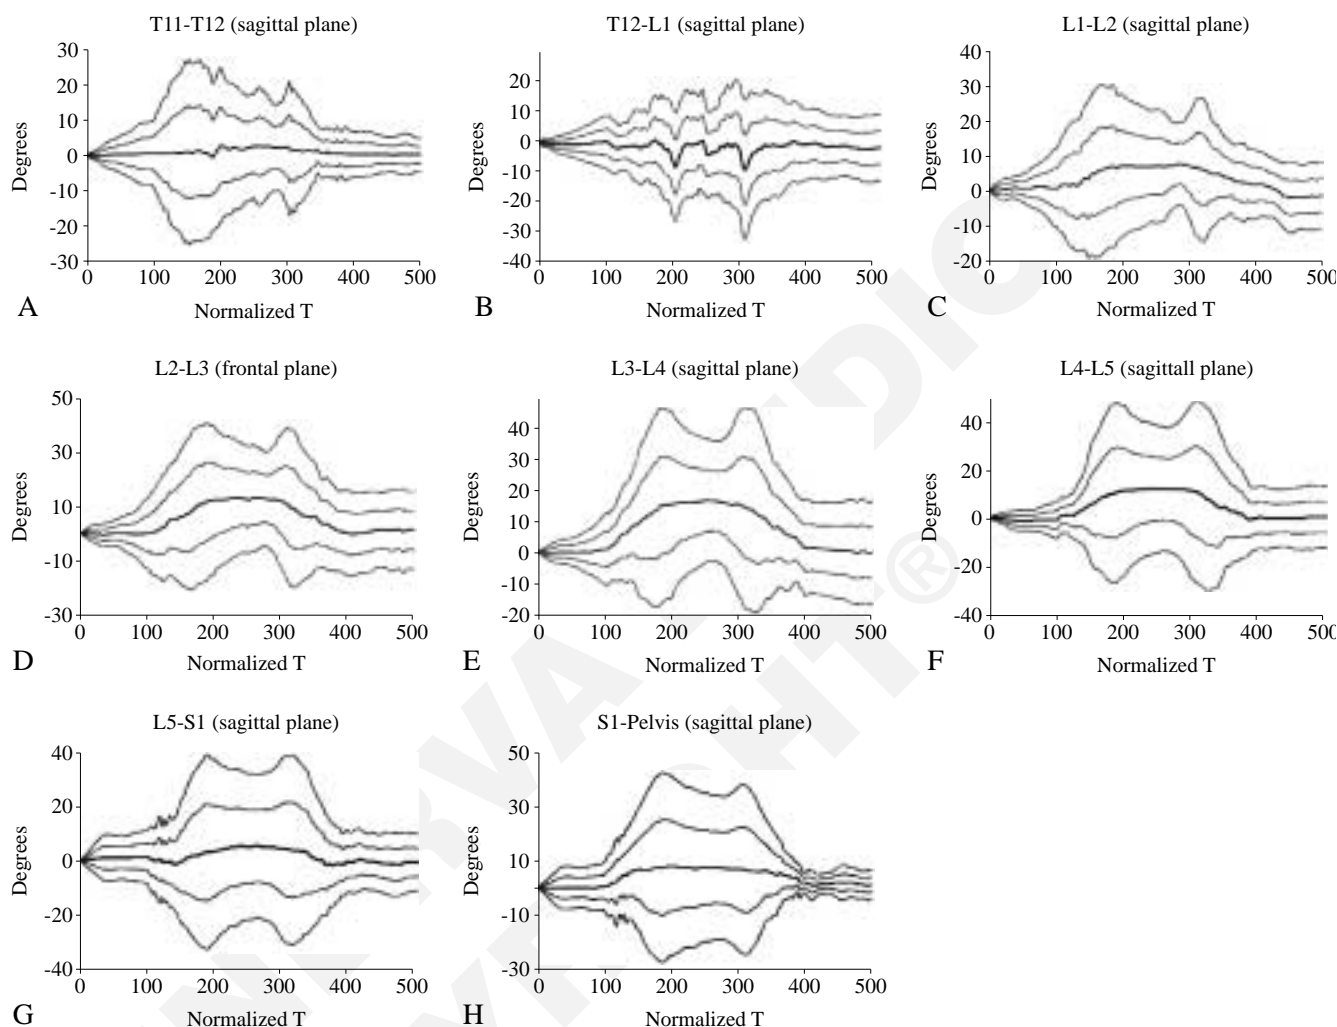 T11-T12 (sagittal plane)
30
20
10
0
-10
-20
-30
Degrees
0 100 200 300 400 500
Normalized T
A
T12-L1 (sagittal plane)
20
10
0
-10
-20
-30
-40
Degrees
0 100 200 300 400 500
Normalized T
B
L1-L2 (sagittal plane)
40
30
20
10
0
-10
-20
Degrees
0 100 200 300 400 500
Normalized T
C
L2-L3 (frontal plane)
50
30
10
-10
-30
Degrees
0 100 200 300 400 500
Normalized T
D
L3-L4 (sagittal plane)
40
30
20
10
0
-10
-20
Degrees
0 100 200 300 400 500
Normalized T
E
L4-L5 (sagittall plane)
40
20
0
-20
-40
Degrees
0 100 200 300 400 500
Normalized T
F
L5-S1 (sagittal plane)
40
20
0
-20
-40
Degrees
0 100 200 300 400 500
Normalized T
G
S1-Pelvis (sagittal plane)
50
30
10
-10
-30
Degrees
0 100 200 300 400 500
Normalized T
H